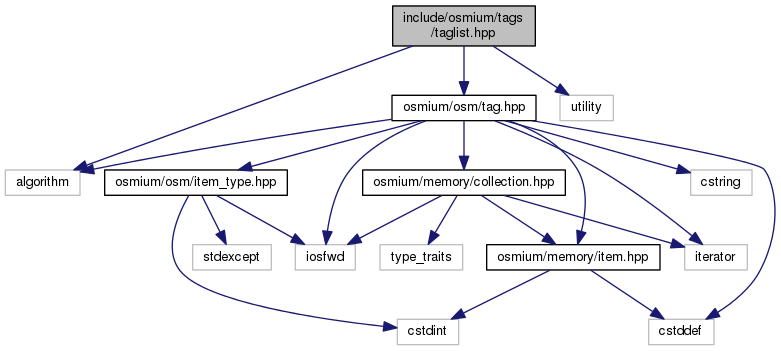 include/osmium/tags
/taglist.hpp
osmium/osm/tag.hpp
utility
algorithm
osmium/osm/item_type.hpp
osmium/memory/collection.hpp
cstring
stdexcept
iosfwd
type_traits
osmium/memory/item.hpp
iterator
cstdint
cstddef